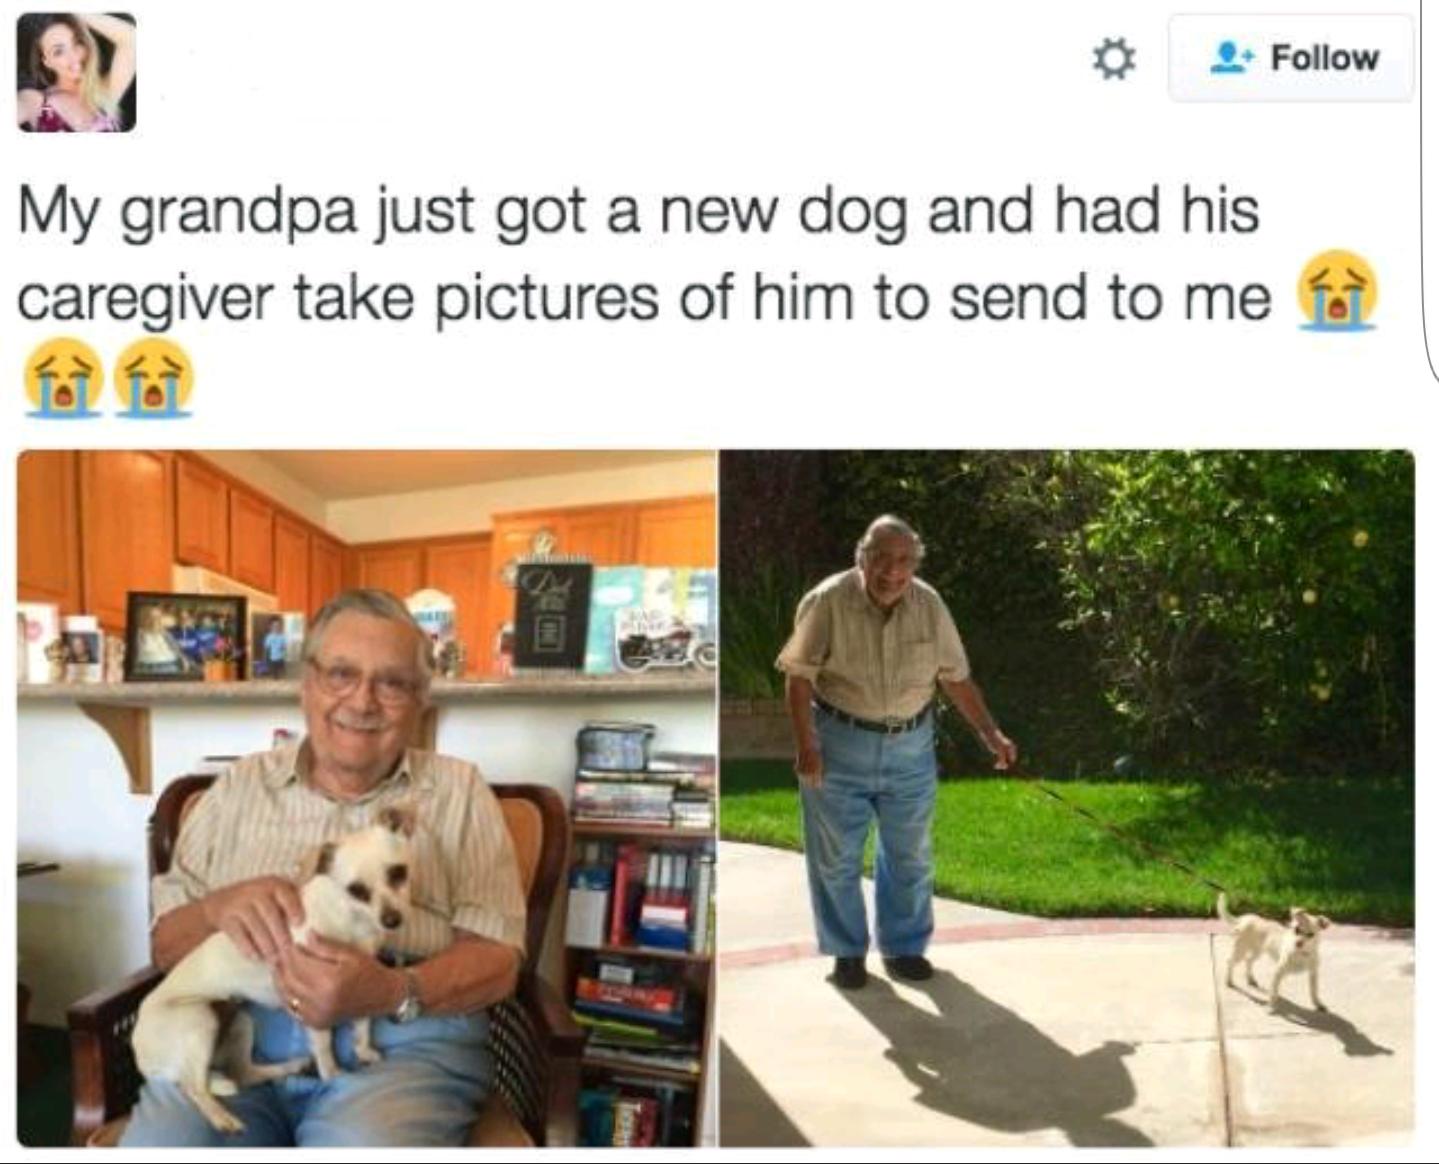 Follow
My grandpa just got a new dog and had his
caregiver take pictures of him to send to me 😭
😭😭
Dad